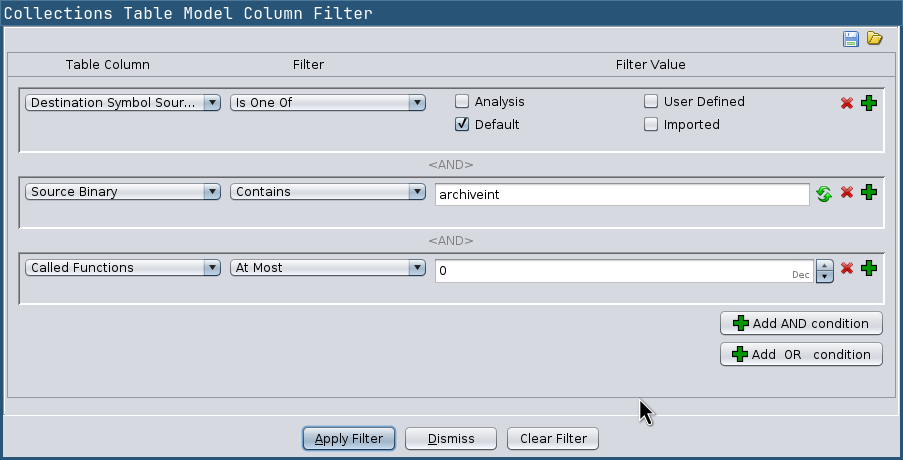 Collections Table Model Column Filter
Table Column Filter Filter Value
Destination Symbol Sour... Is One Of Analysis User Defined
Default Imported
<AND>
Source Binary Contains archiveint
<AND>
Called Functions At Most 0 Dec
Add AND condition
Add OR condition
Apply Filter Dismiss Clear Filter